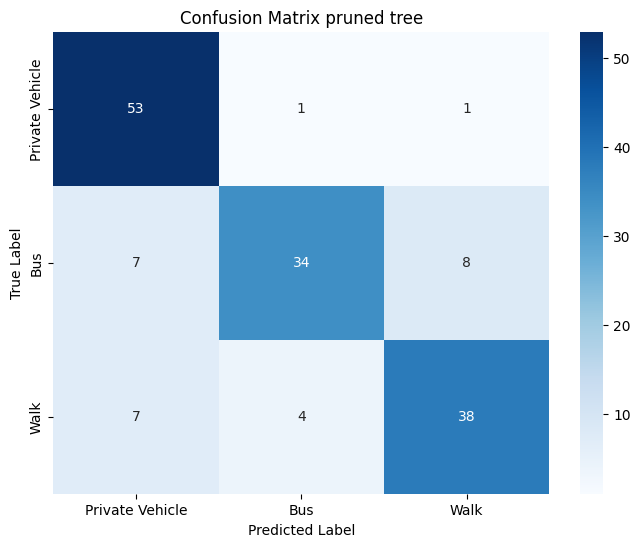 Confusion Matrix pruned tree
True Label
Private Vehicle
Bus
Walk
53 1 1
7 34 8
7 4 38
Private Vehicle Bus Walk
Predicted Label
50
40
30
20
10